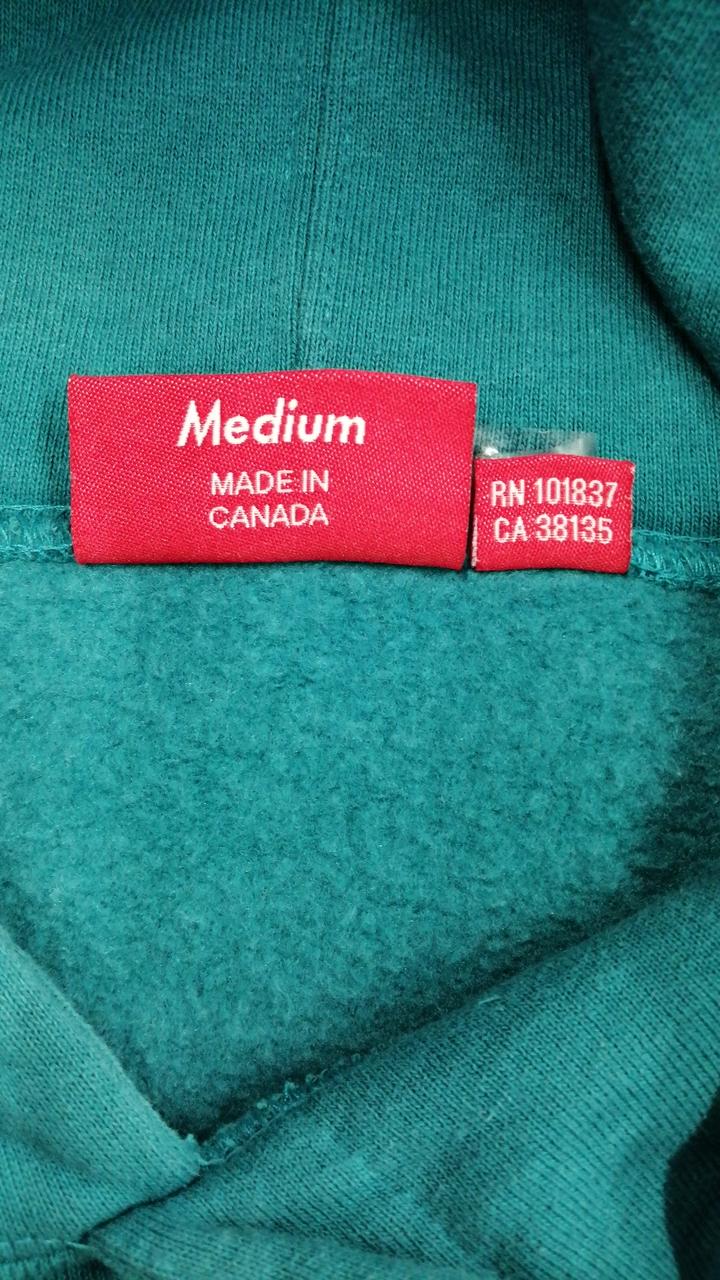 Medium
MADE IN
CANADA
RN 101837
CA 38135